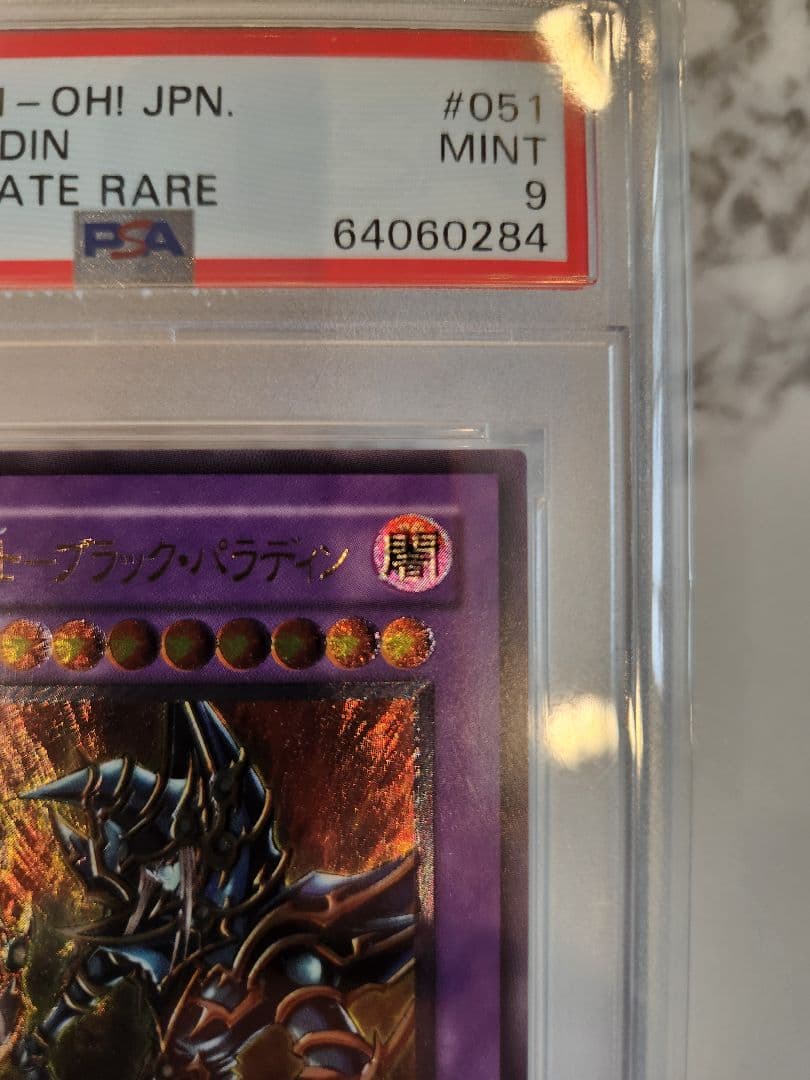 I-OH! JPN. #051
DIN MINT
ATE RARE 9
PSA 64060284
士-ブラック・パラディン 闇